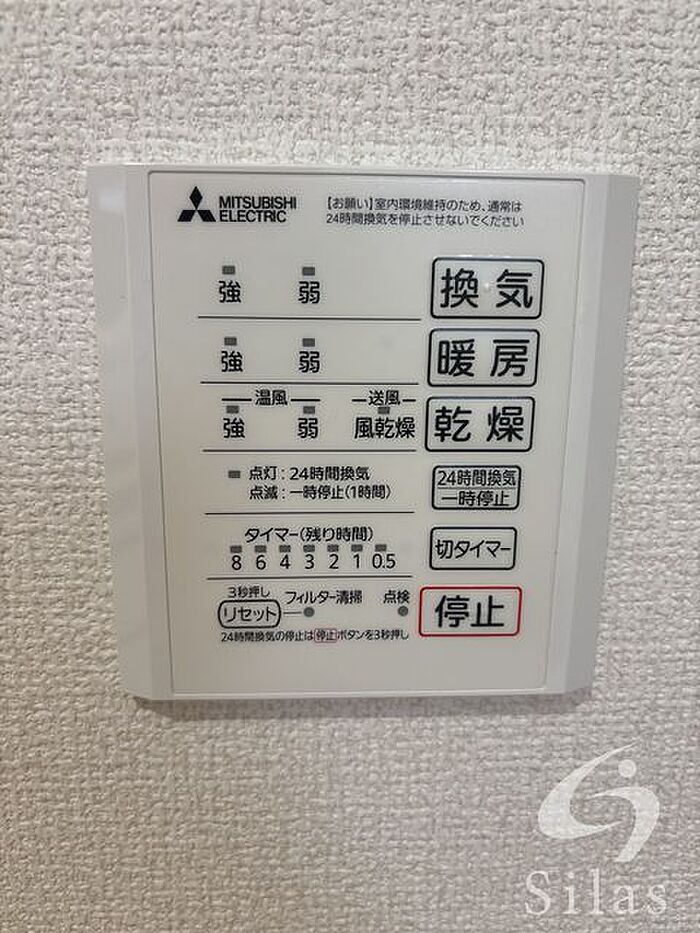 MITSUBISHI
ELECTRIC
【お願い】室内環境維持のため、通常は
24時間換気を停止させないでください
強 弱 換気
強 弱 暖房
温風 送風
強 弱 風乾燥 乾燥
点灯:24時間換気
点滅:一時停止(1時間)
24時間換気
一時停止
タイマー(残り時間)
8 6 4 3 2 1 0.5
切タイマー
3秒押し
リセット フィルター清掃 点検
停止
24時間換気の停止は停止ボタンを3秒押し
Silas